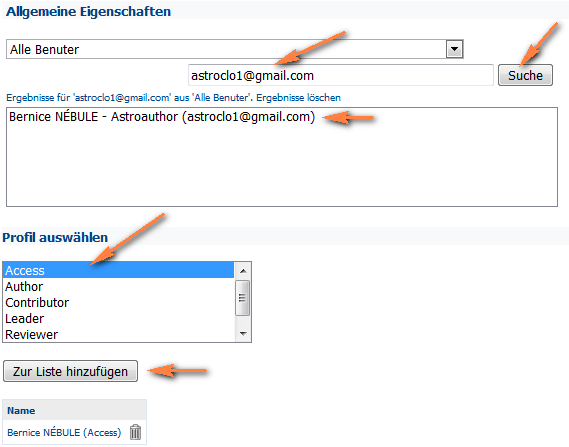 Allgemeine Eigenschaften
Alle Benuter
astroclo1@gmail.com Suche
Ergebnisse für 'astroclo1@gmail.com' aus 'Alle Benuter'. Ergebnisse löschen
Bernice NÉBULE - Astroauthor (astroclo1@gmail.com)
Profil auswählen
Access
Author
Contributor
Leader
Reviewer
Zur Liste hinzufügen
Name
Bernice NÉBULE (Access)